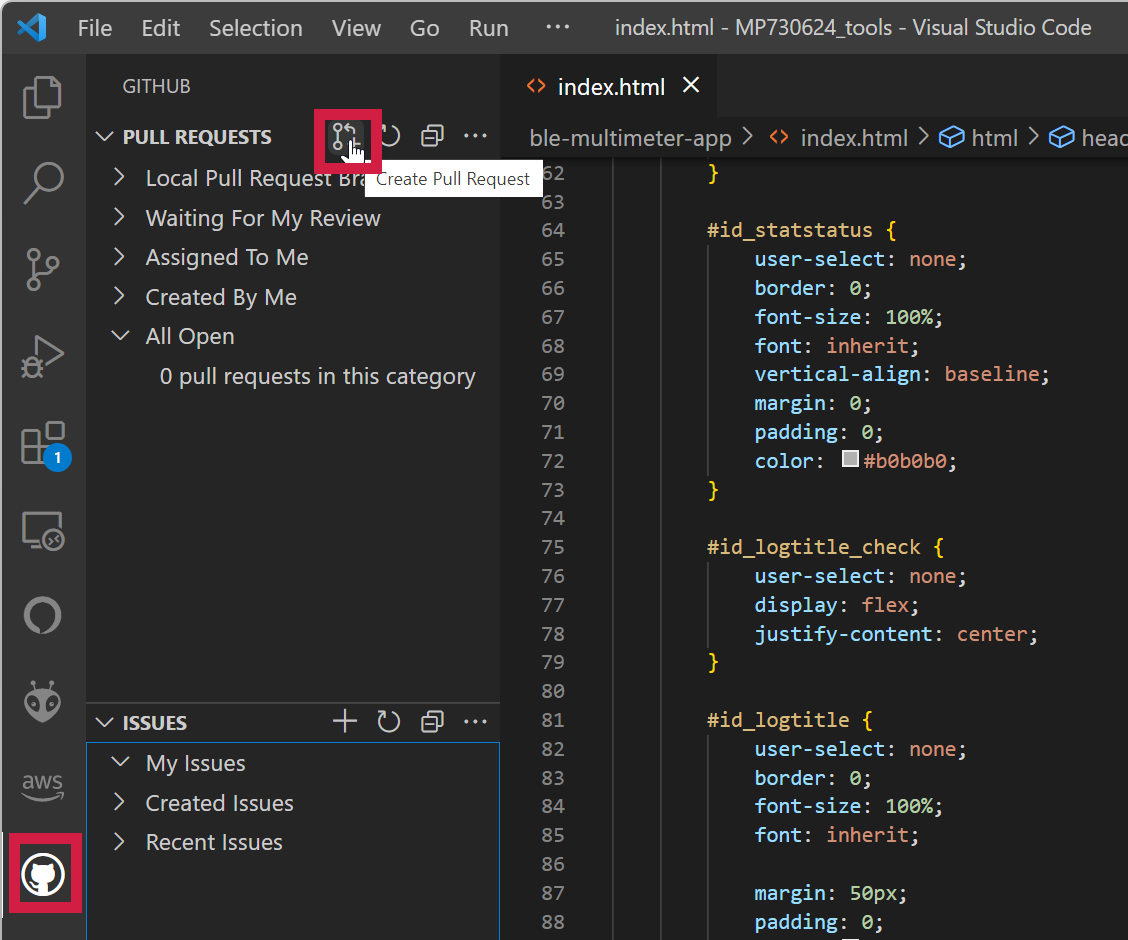 File Edit Selection View Go Run ··· index.html - MP730624_tools - Visual Studio Code
GITHUB
PULL REQUESTS
Local Pull Request Bra
Create Pull Request
Waiting For My Review
Assigned To Me
Created By Me
All Open
0 pull requests in this category
1
aws
ISSUES
My Issues
Created Issues
Recent Issues
index.html
ble-multimeter-app > index.html > html > head
62 }
63
64 #id_statstatus {
65 user-select: none;
66 border: 0;
67 font-size: 100%;
68 font: inherit;
69 vertical-align: baseline;
70 margin: 0;
71 padding: 0;
72 color: #b0b0b0;
73 }
74
75 #id_logtitle_check {
76 user-select: none;
77 display: flex;
78 justify-content: center;
79 }
80
81 #id_logtitle {
82 user-select: none;
83 border: 0;
84 font-size: 100%;
85 font: inherit;
86
87 margin: 50px;
88 padding: 0;